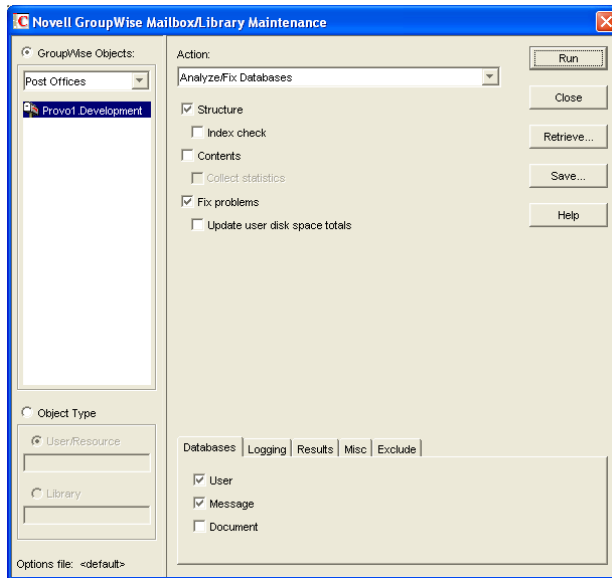 Novell GroupWise Mailbox/Library Maintenance
GroupWise Objects:
Post Offices
Provo1.Development
Object Type
User/Resource
Library
Options file: <default>
Action:
Analyze/Fix Databases
Structure
Index check
Contents
Collect statistics
Fix problems
Update user disk space totals
Databases Logging Results Misc Exclude
User
Message
Document
Run
Close
Retrieve...
Save...
Help